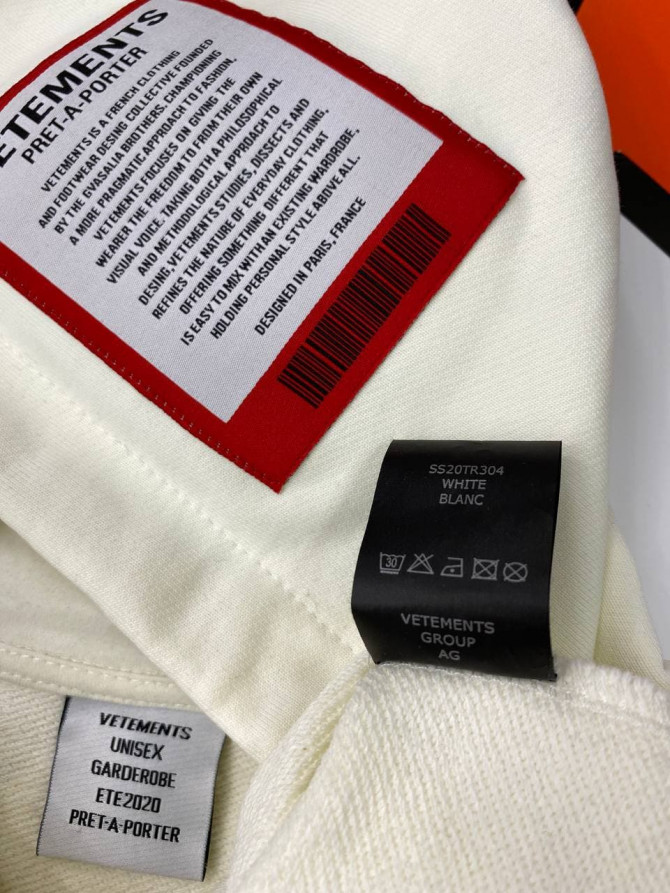 ETEMENTS
PRET-A-PORTER
VETEMENTS IS A FRENCH CLOTHING
AND FOOTWEAR DESING COLLECTIVE FOUNDED
BY THE GVASALIA BROTHERS, CHAMPIONING
A MORE PRAGMATIC APPROACH TO FASHION,
VETEMENTS FOCUSES ON GIVING THE
WEARER THE FREEDOM TO FROM THEIR OWN
VISUAL VOICE. TAKING BOTH A PHILOSOPHICAL
AND METHODOLOGICAL APPROACH TO
DESING, VETEMENTS STUDIES, DISSECTS AND
REFINES THE NATURE OF EVERYDAY CLOTHING,
OFFERING SOMETHING DIFFERENT THAT
IS EASY TO MIX WITH AN EXISTING WARDROBE,
HOLDING PERSONAL STYLE ABOVE ALL.
DESIGNED IN PARIS, FRANCE
SS20TR304
WHITE
BLANC
30
VETEMENTS
GROUP
AG
VETEMENTS
UNISEX
GARDEROBE
ETE2020
PRET-A-PORTER